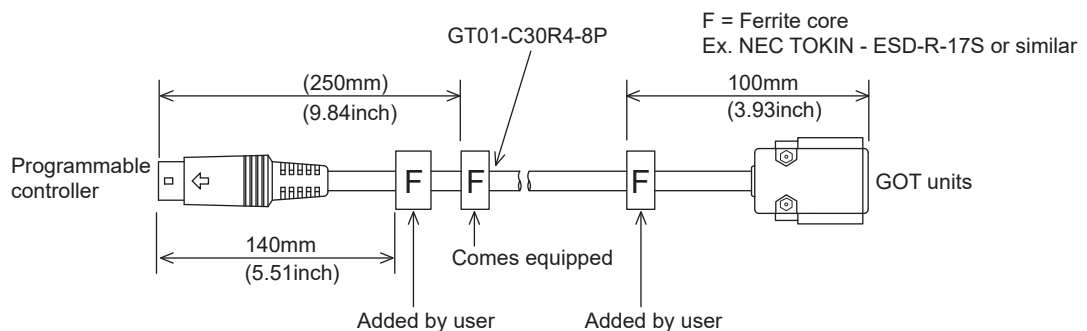 GT01-C30R4-8P
F = Ferrite core
Ex. NEC TOKIN - ESD-R-17S or similar
(250mm)
(9.84inch)
100mm
(3.93inch)
Programmable
controller
F
F
F
GOT units
140mm
(5.51inch)
Comes equipped
Added by user
Added by user